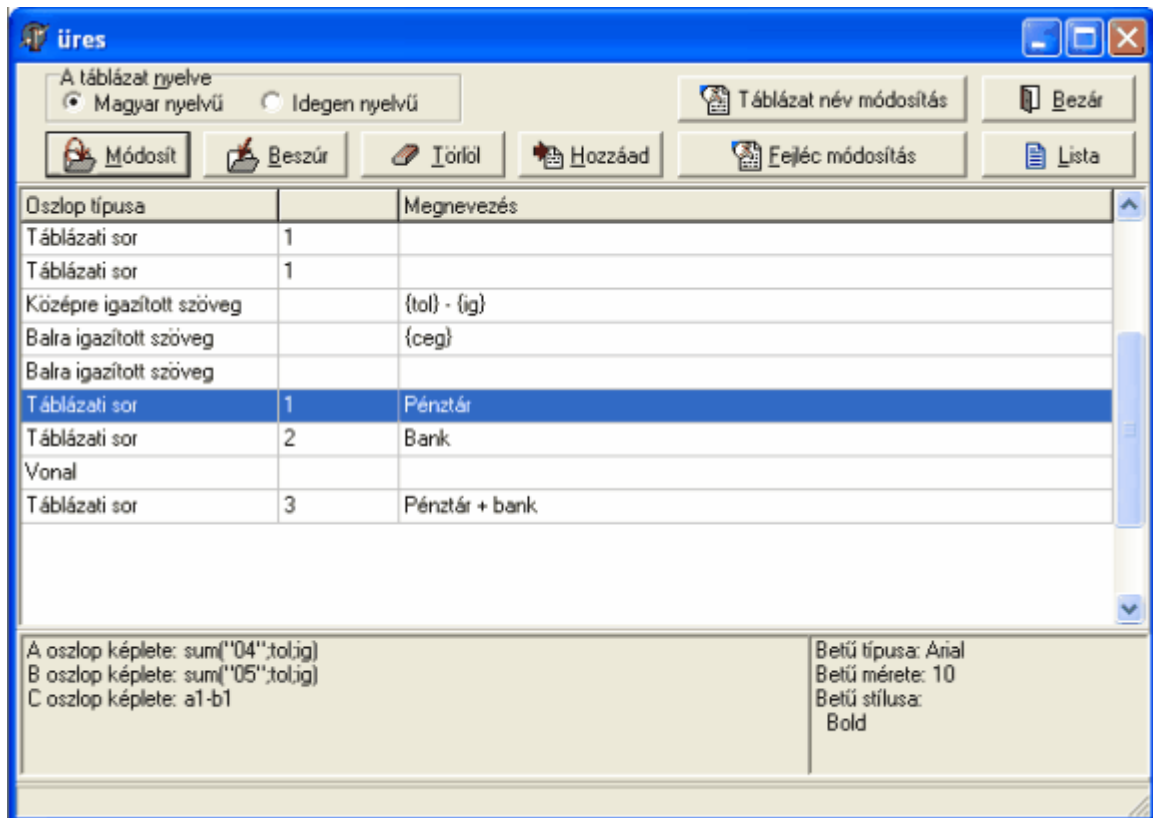 üres
A táblázat nyelve
Magyar nyelvű Idegen nyelvű
Táblázat név módosítás
Bezár
Módosít
Beszúr
Törlöl
Hozzáad
Fejléc módosítás
Lista
Oszlop típusa Megnevezés
Táblázati sor 1
Táblázati sor 1
Középre igazított szöveg {tol} - {ig}
Balra igazított szöveg {ceg}
Balra igazított szöveg
Táblázati sor 1 Pénztár
Táblázati sor 2 Bank
Vonal
Táblázati sor 3 Pénztár + bank
A oszlop képlete: sum("04";tol;ig)
B oszlop képlete: sum("05";tol;ig)
C oszlop képlete: a1-b1
Betű típusa: Arial
Betű mérete: 10
Betű stílusa:
Bold